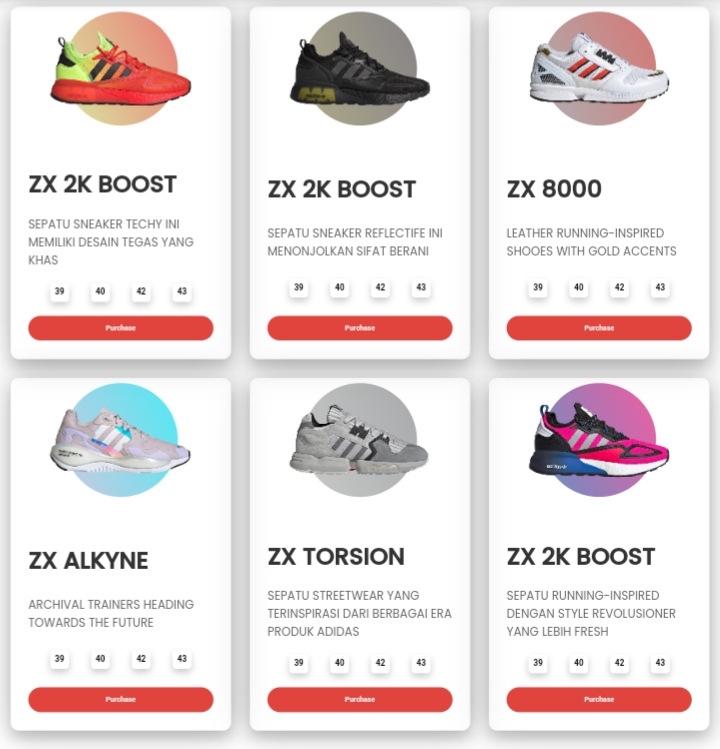 ZX 2K BOOST
SEPATU SNEAKER TECHY INI
MEMILIKI DESAIN TEGAS YANG
KHAS
39 40 42 43
Purchase
ZX 2K BOOST
SEPATU SNEAKER REFLECTIFE INI
MENONJOLKAN SIFAT BERANI
39 40 42 43
Purchase
ZX 8000
LEATHER RUNNING-INSPIRED
SHOOES WITH GOLD ACCENTS
39 40 42 43
Purchase
ZX ALKYNE
ARCHIVAL TRAINERS HEADING
TOWARDS THE FUTURE
39 40 42 43
Purchase
ZX TORSION
SEPATU STREETWEAR YANG
TERINSPIRASI DARI BERBAGAI ERA
PRODUK ADIDAS
39 40 42 43
Purchase
ZX 2K BOOST
SEPATU RUNNING-INSPIRED
DENGAN STYLE REVOLUSIONER
YANG LEBIH FRESH
39 40 42 43
Purchase